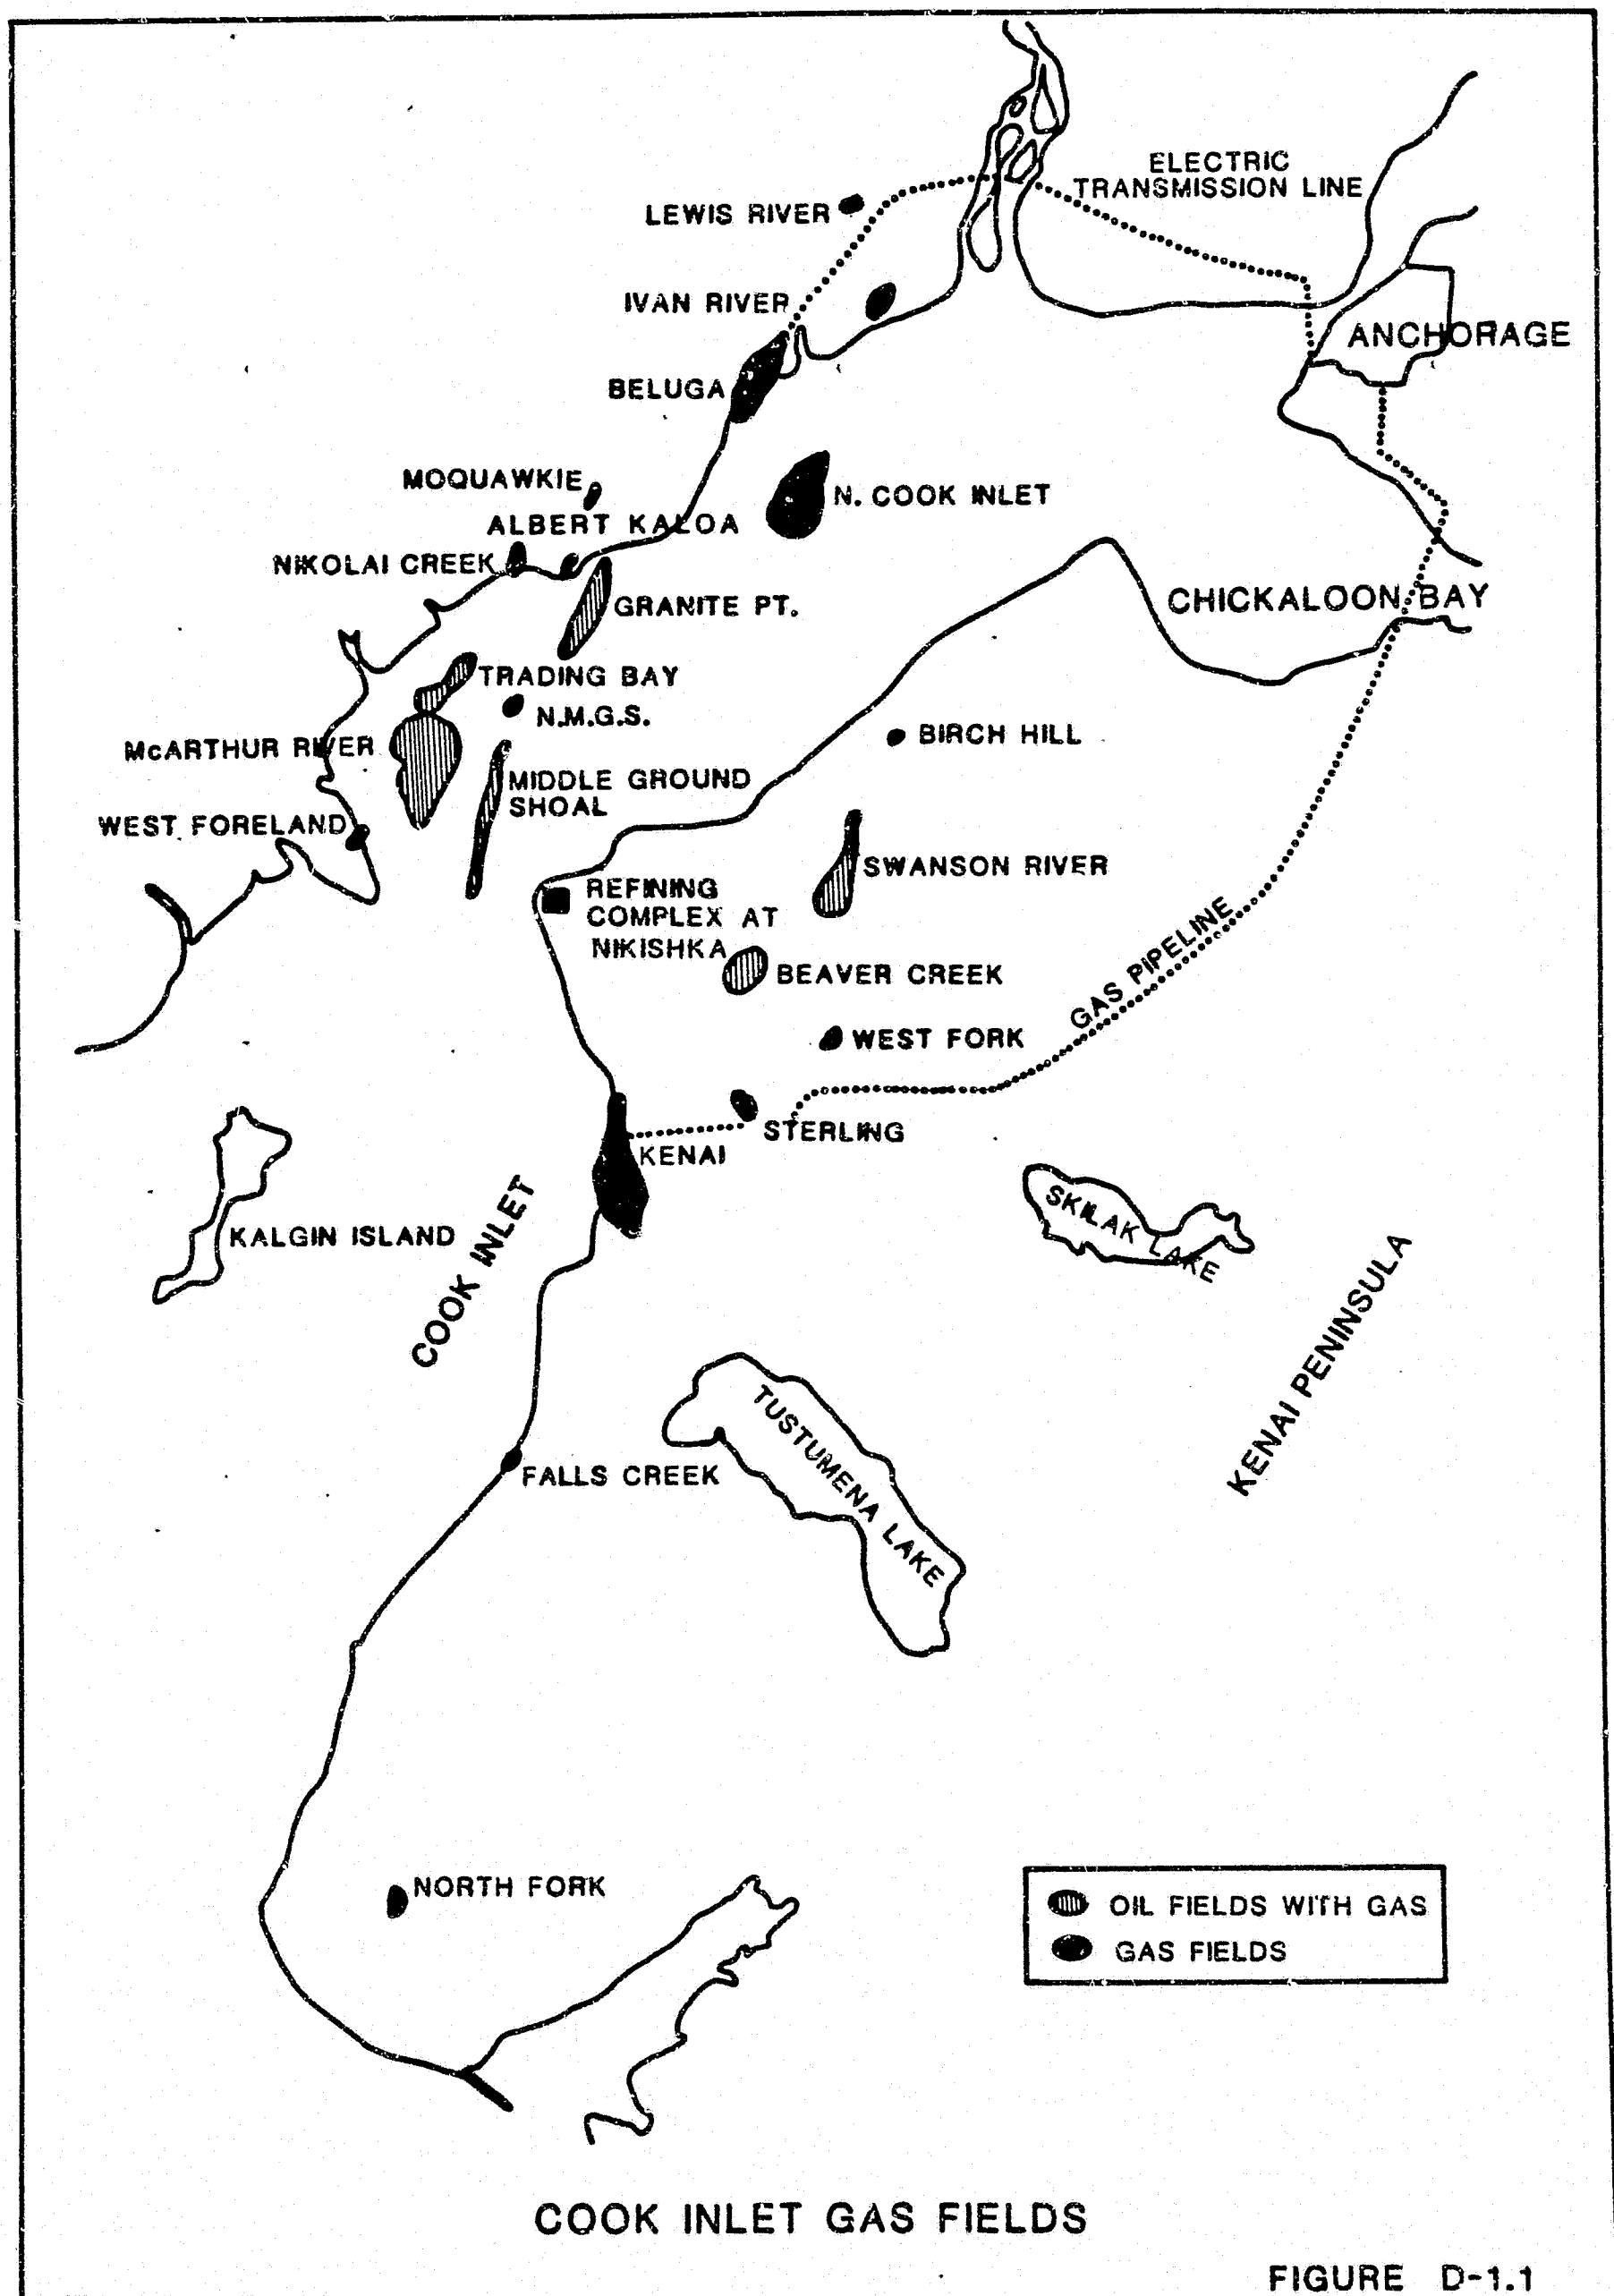 ELECTRIC
TRANSMISSION LINE
LEWIS RIVER
IVAN RIVER
ANCHORAGE
BELUGA
MOQUAWKIE
N. COOK INLET
ALBERT KALOA
NIKOLAI CREEK
CHICKALOON BAY
GRANITE PT.
TRADING BAY
N.M.G.S.
BIRCH HILL
McARTHUR RIVER
MIDDLE GROUND
SHOAL
WEST FORELAND
SWANSON RIVER
REFINING
COMPLEX AT
NIKISHKA
GAS PIPELINE
BEAVER CREEK
WEST FORK
STERLING
KENAI
SKILAK LAKE
KALGIN ISLAND
COOK INLET
KENAI PENINSULA
TUSTUMENA LAKE
FALLS CREEK
NORTH FORK
OIL FIELDS WITH GAS
GAS FIELDS
COOK INLET GAS FIELDS
FIGURE D-1.1